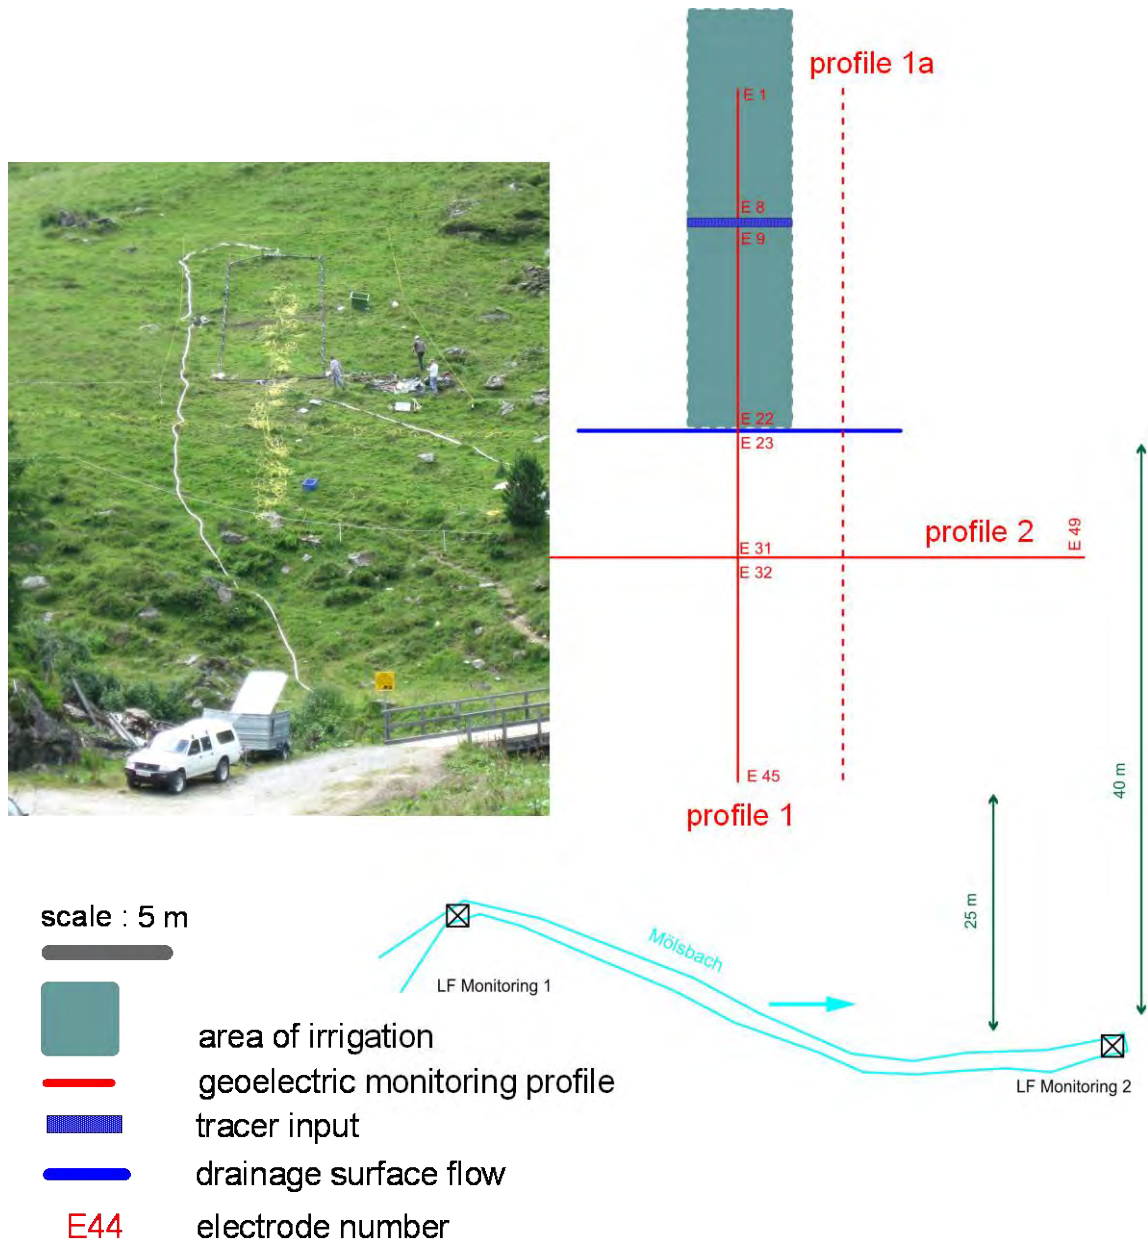 profile 1a
E 1
E 8
E 9
E 22
E 23
profile 2
E 49
E 31
E 32
E 45
profile 1
40 m
25 m
scale : 5 m
Mölsbach
LF Monitoring 1
LF Monitoring 2
area of irrigation
geoelectric monitoring profile
tracer input
drainage surface flow
E44 electrode number